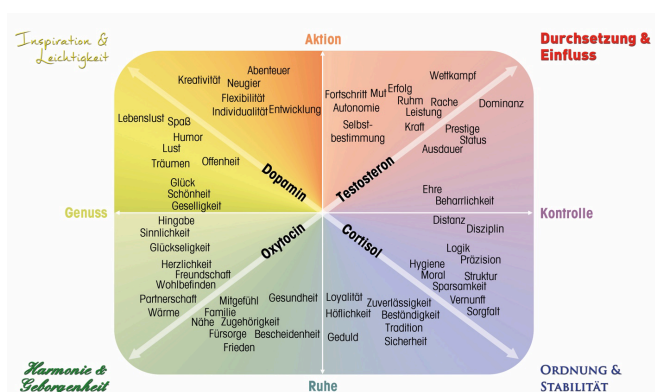 Inspiration &
Leichtigkeit
Aktion
Durchsetzung &
Einfluss
Abenteuer
Kreativität
Neugier
Flexibilität
Individualität
Entwicklung
Lebenslust
Spaß
Humor
Lust
Träumen
Offenheit
Glück
Schönheit
Geselligkeit
Dopamin
Wettkampf
Fortschritt
Mut
Erfolg
Ruhm
Rache
Dominanz
Autonomie
Leistung
Selbst-
bestimmung
Kraft
Prestige
Status
Ausdauer
Ehre
Beharrlichkeit
Testosteron
Genuss
Kontrolle
Hingabe
Sinnlichkeit
Glückseligkeit
Herzlichkeit
Freundschaft
Wohlbefinden
Partnerschaft
Mitgefühl
Gesundheit
Wärme
Familie
Nähe
Zugehörigkeit
Fürsorge
Bescheidenheit
Frieden
Oxytocin
Distanz
Disziplin
Logik
Präzision
Hygiene
Moral
Struktur
Sparsamkeit
Loyalität
Zuverlässigkeit
Vernunft
Höflichkeit
Beständigkeit
Sorgfalt
Tradition
Geduld
Sicherheit
Cortisol
Harmonie &
Geborgenheit
Ruhe
Ordnung &
Stabilität